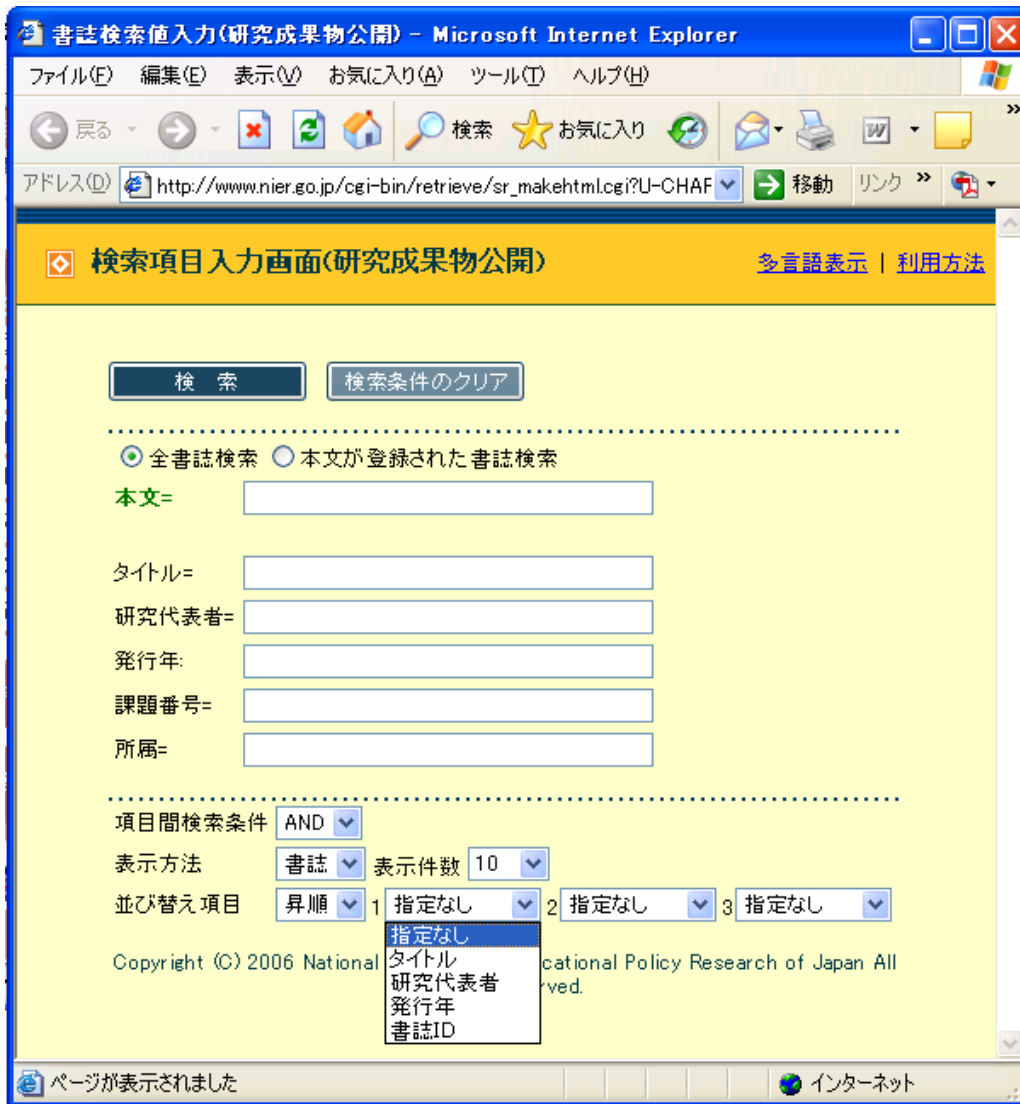 書誌検索値入力(研究成果物公開) - Microsoft Internet Explorer
ファイル(F) 編集(E) 表示(V) お気に入り(A) ツール(T) ヘルプ(H)
戻る 検索 お気に入り W »
アドレス(D) http://www.nier.go.jp/cgi-bin/retrieve/sr_makehtml.cgi?U-CHAF 移動 リンク »
検索項目入力画面(研究成果物公開) 多言語表示 | 利用方法
検 索 検索条件のクリア
全書誌検索 本文が登録された書誌検索
本文=
タイトル=
研究代表者=
発行年:
課題番号=
所属=
項目間検索条件 AND
表示方法 書誌 表示件数 10
並び替え項目 昇順 1 指定なし 2 指定なし 3 指定なし
指定なし
タイトル
研究代表者
発行年
書誌ID
Copyright (C) 2006 National cational Policy Research of Japan All
ved.
ページが表示されました インターネット